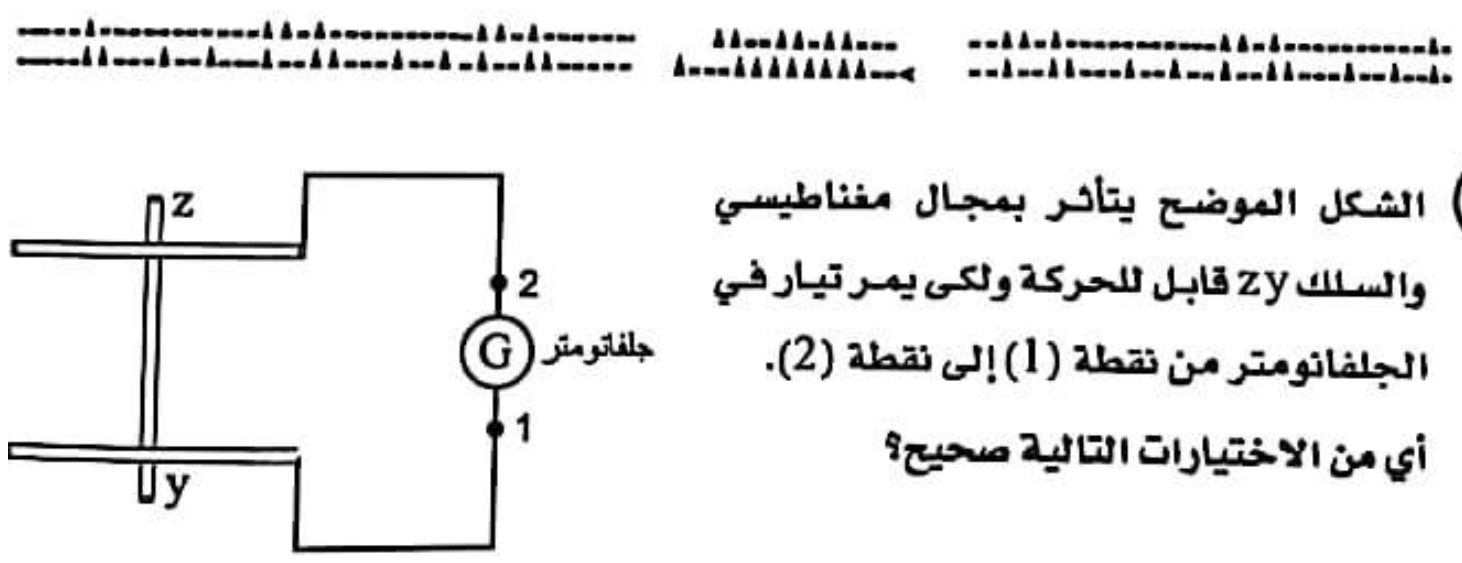 الشكل الموضح يتأثر بمجال مغناطيسي
والسلك zy قابل للحركة ولكى يمر تيار في
الجلفانومتر من نقطة (1) إلى نقطة (2).
أي من الاختيارات التالية صحيح؟
z
2
G
جلفانومتر
1
y